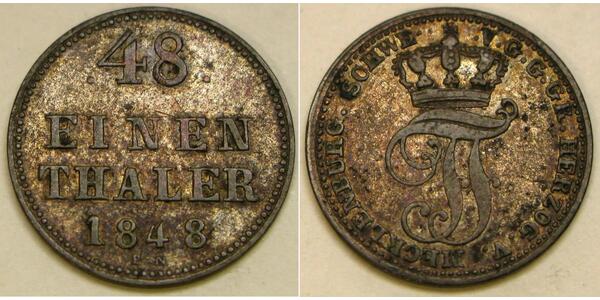 48
EINEN
THALER
1848
V.G.G.GR.HERZOG V. MECKLENBURG. SCHWE